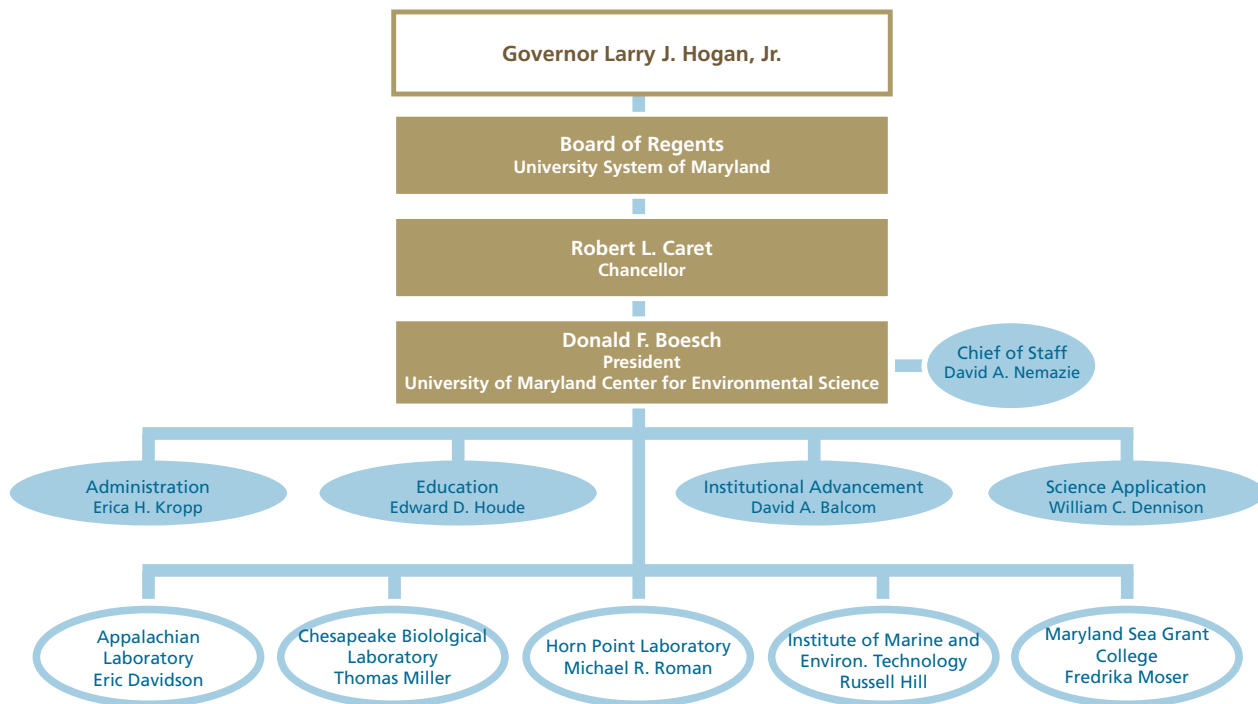 Governor Larry J. Hogan, Jr.
Board of Regents
University System of Maryland
Robert L. Caret
Chancellor
Donald F. Boesch
President
University of Maryland Center for Environmental Science
Chief of Staff
David A. Nemazie
Administration
Erica H. Kropp
Education
Edward D. Houde
Institutional Advancement
David A. Balcom
Science Application
William C. Dennison
Appalachian
Laboratory
Eric Davidson
Chesapeake Biololgical
Laboratory
Thomas Miller
Horn Point Laboratory
Michael R. Roman
Institute of Marine and
Environ. Technology
Russell Hill
Maryland Sea Grant
College
Fredrika Moser